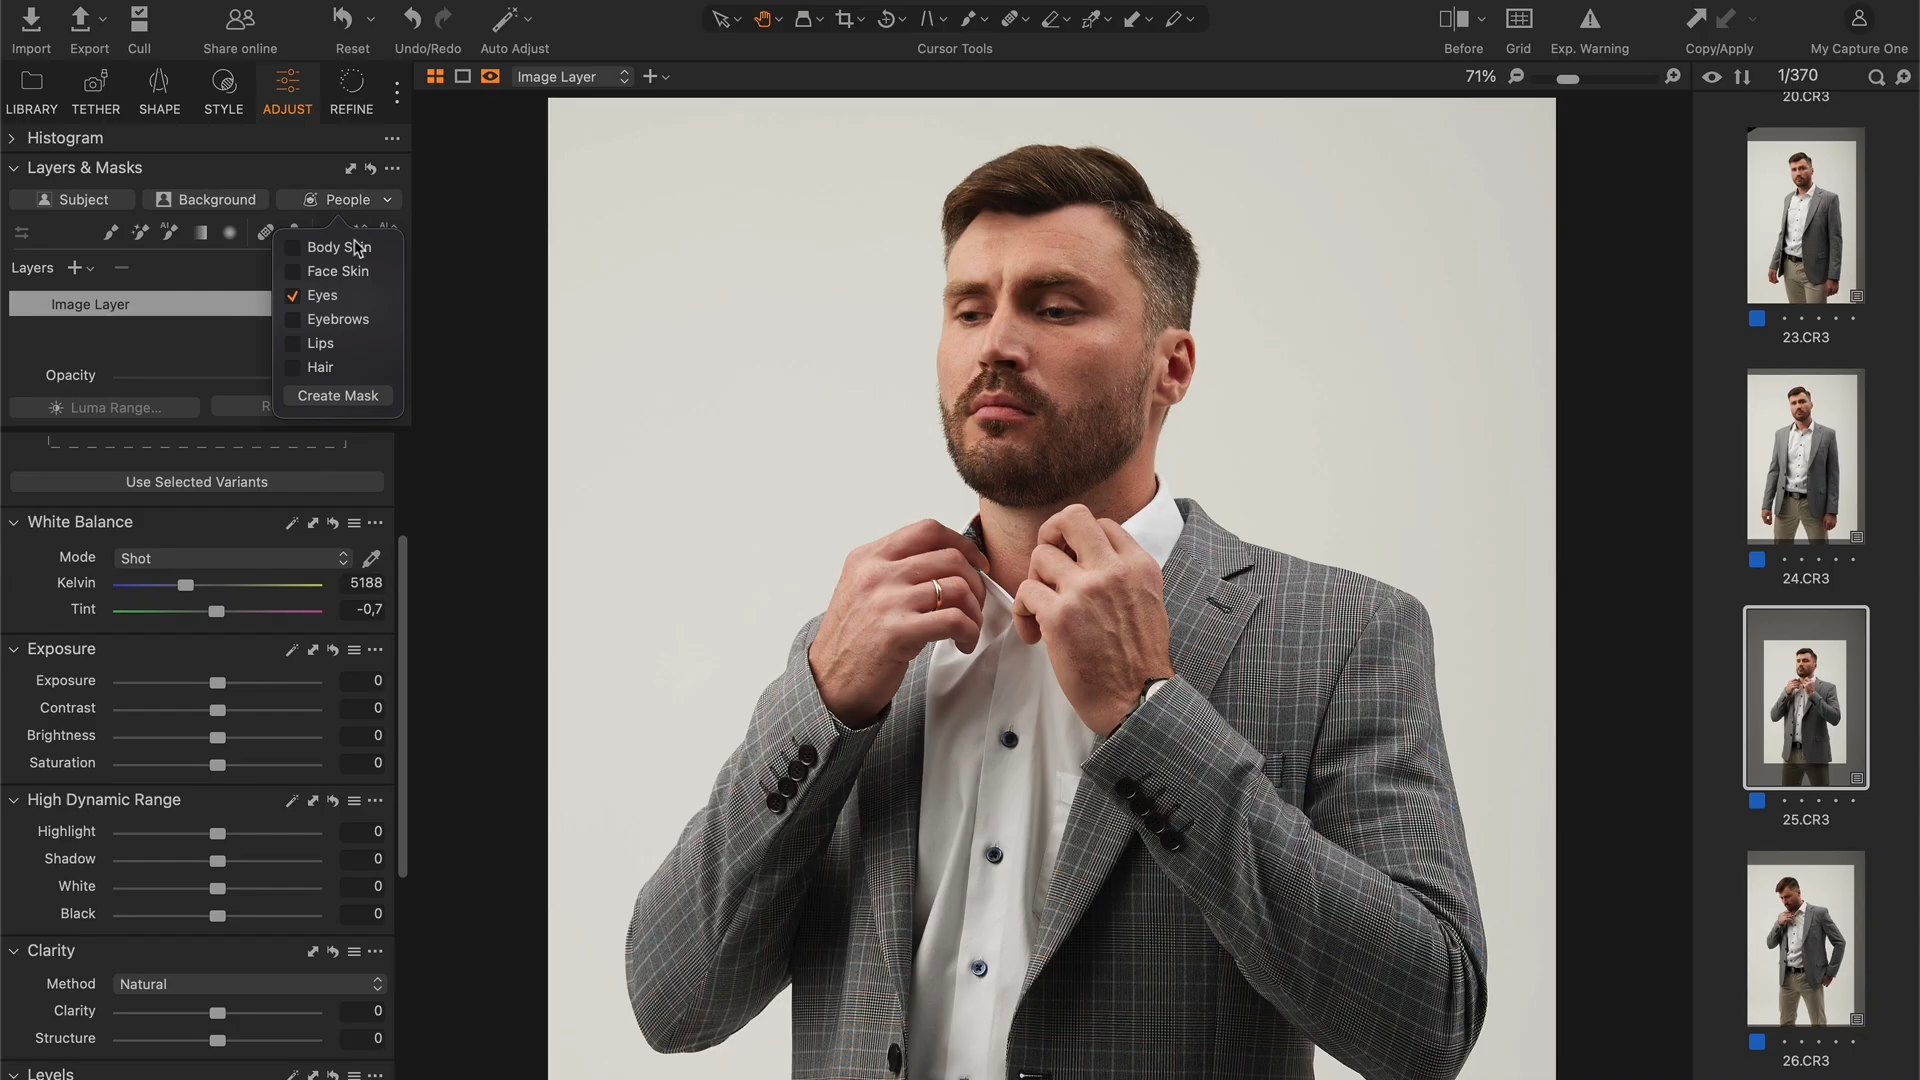 Import
Export
Cull
Share online
Reset
Undo/Redo
Auto Adjust
Cursor Tools
Before
Grid
Exp. Warning
Copy/Apply
My Capture One
LIBRARY
TETHER
SHAPE
STYLE
ADJUST
REFINE
Image Layer
71%
1/370
Histogram
Layers & Masks
Subject
Background
People
AI
AI
Layers
Image Layer
Opacity
Luma Range...
R
Body Skin
Face Skin
Eyes
Eyebrows
Lips
Hair
Create Mask
Use Selected Variants
White Balance
Mode Shot
Kelvin 5188
Tint -0,7
Exposure
Exposure 0
Contrast 0
Brightness 0
Saturation 0
High Dynamic Range
Highlight 0
Shadow 0
White 0
Black 0
Clarity
Method Natural
Clarity 0
Structure 0
Levels
20.CR3
23.CR3
24.CR3
25.CR3
26.CR3